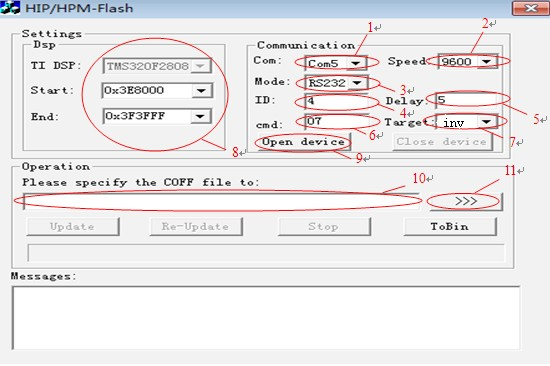 HIP/HPM-Flash
Settings
Dsp
TI DSP: TMS320F2808
Start: 0x3E8000
End: 0x3F3FFF
8
Communication
1
2
Com: Com5 Speed: 9600
Mode: RS232 3
ID: 4 4 Delay: 5 5
cmd: 07 6 Target: inv 7
Open device Close device
9
Operation
Please specify the COFF file to: 10 11
>>>
Update Re-Update Stop ToBin
Messages: